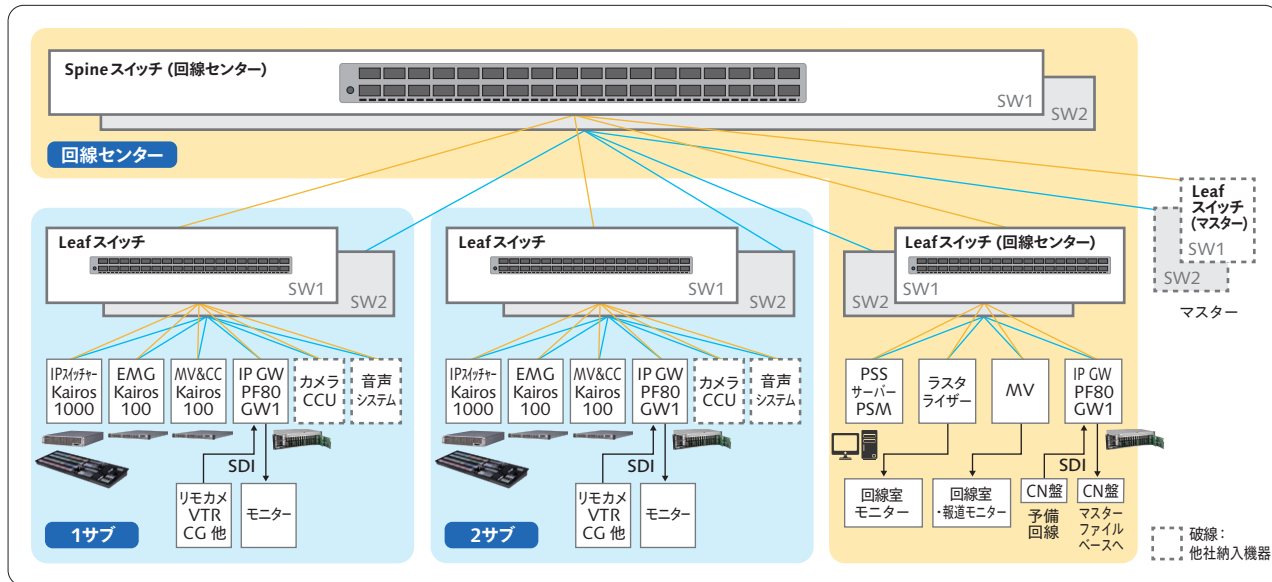 Spineスイッチ (回線センター)
SW1
SW2
回線センター
Leaf
スイッチ
(マスター)
SW1
SW2
マスター
Leafスイッチ
SW1
SW2
IPスイッチャー
Kairos
1000
EMG
Kairos
100
MV&CC
Kairos
100
IP GW
PF80
GW1
カメラ
CCU
音声
システム
SDI
リモカメ
VTR
CG 他
モニター
1サブ
Leafスイッチ
SW1
SW2
IPスイッチャー
Kairos
1000
EMG
Kairos
100
MV&CC
Kairos
100
IP GW
PF80
GW1
カメラ
CCU
音声
システム
SDI
リモカメ
VTR
CG 他
モニター
2サブ
Leafスイッチ (回線センター)
SW2
SW1
PSS
サーバー
PSM
ラスタ
ライザー
MV
IP GW
PF80
GW1
SDI
回線室
モニター
回線室
・報道モニター
CN盤
予備
回線
CN盤
マスター
ファイル
ベースへ
破線：
他社納入機器